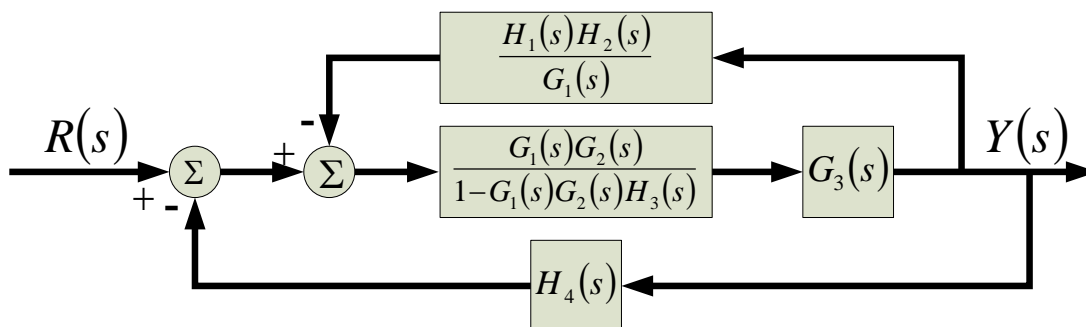 H₁(s)H₂(s)
G₁(s)
-
R(s)
+
-
Σ
+
Σ
G₁(s)G₂(s)
1-G₁(s)G₂(s)H₃(s)
G₃(s)
Y(s)
H₄(s)